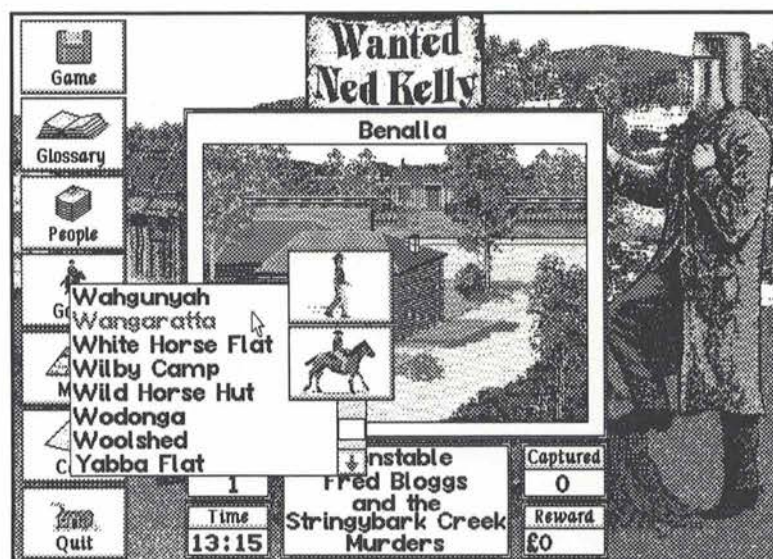 Wanted
Ned Kelly
Game
Glossary
People
Benalla
Wahgunyah
Wangaratta
White Horse Flat
Wilby Camp
Wild Horse Hut
Wodonga
Woolshed
Yabba Flat
1
Time
13:15
Quit
nstable
Fred Bloggs
and the
Stringybark Creek
Murders
Captured
0
Reward
£0